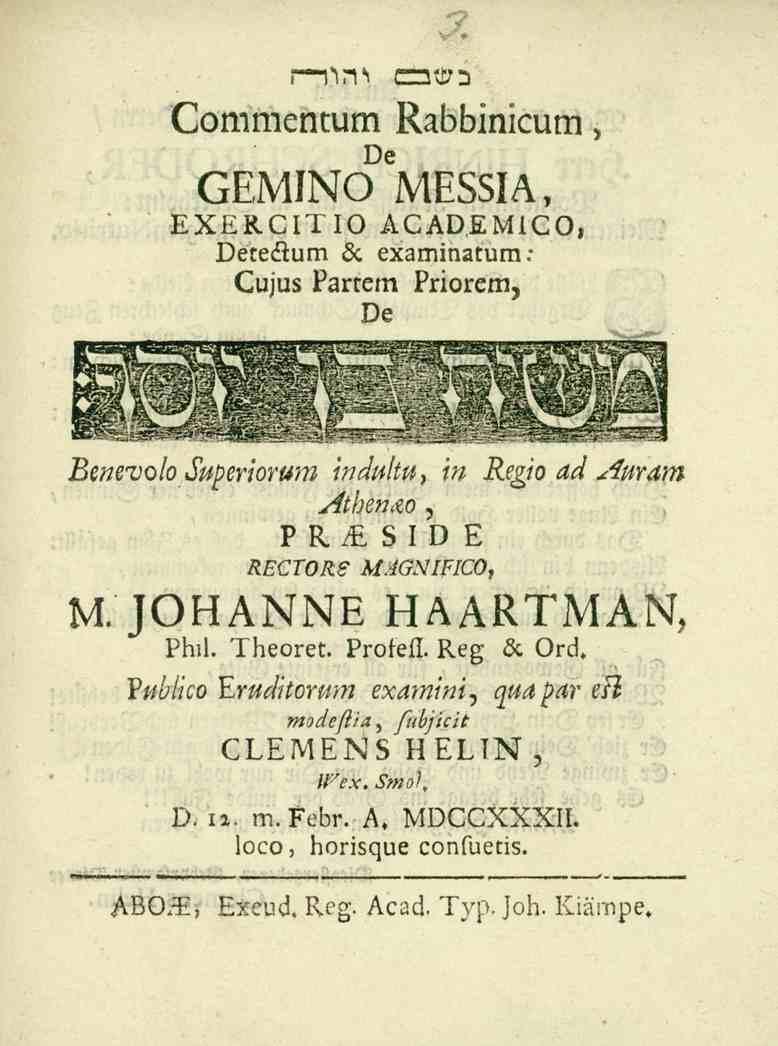 3.
בשם יהוה
Commentum Rabbinicum,
De
GEMINO MESSIA,
EXERCITIO ACADEMICO,
Detectum & examinatum:
Cujus Partem Priorem,
De
משיח בן יוסף:
Benevolo Superiorum indultu, in Regio ad Auram
Athenæo,
PRÆSIDE
RECTORE MAGNIFICO,
M. JOHANNE HAARTMAN,
Phil. Theoret. Profeſſ. Reg & Ord.
Publico Eruditorum examini, qua par eſt
modeſtia, ſubjicit
CLEMENS HELIN,
Wex. Smol.
D. 12. m. Febr. A. MDCCXXXII.
loco, horisque conſuetis.
ABOÆ, Excud. Reg. Acad. Typ. Joh. Kiämpe.